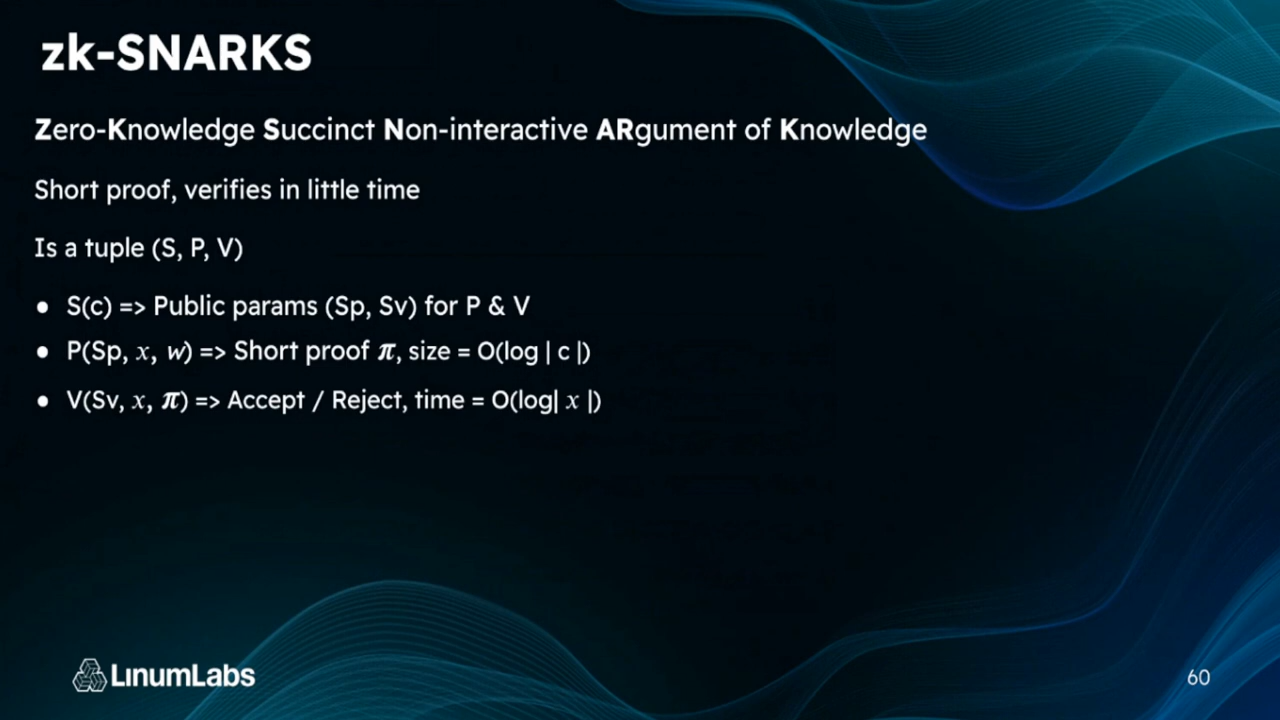 zk-SNARKS
Zero-Knowledge Succinct Non-interactive ARgument of Knowledge
Short proof, verifies in little time
Is a tuple (S, P, V)
● S(c) => Public params (Sp, Sv) for P & V
● P(Sp, x, w) => Short proof π, size = O(log | c |)
● V(Sv, x, π) => Accept / Reject, time = O(log| x |)
LınumLabs
60